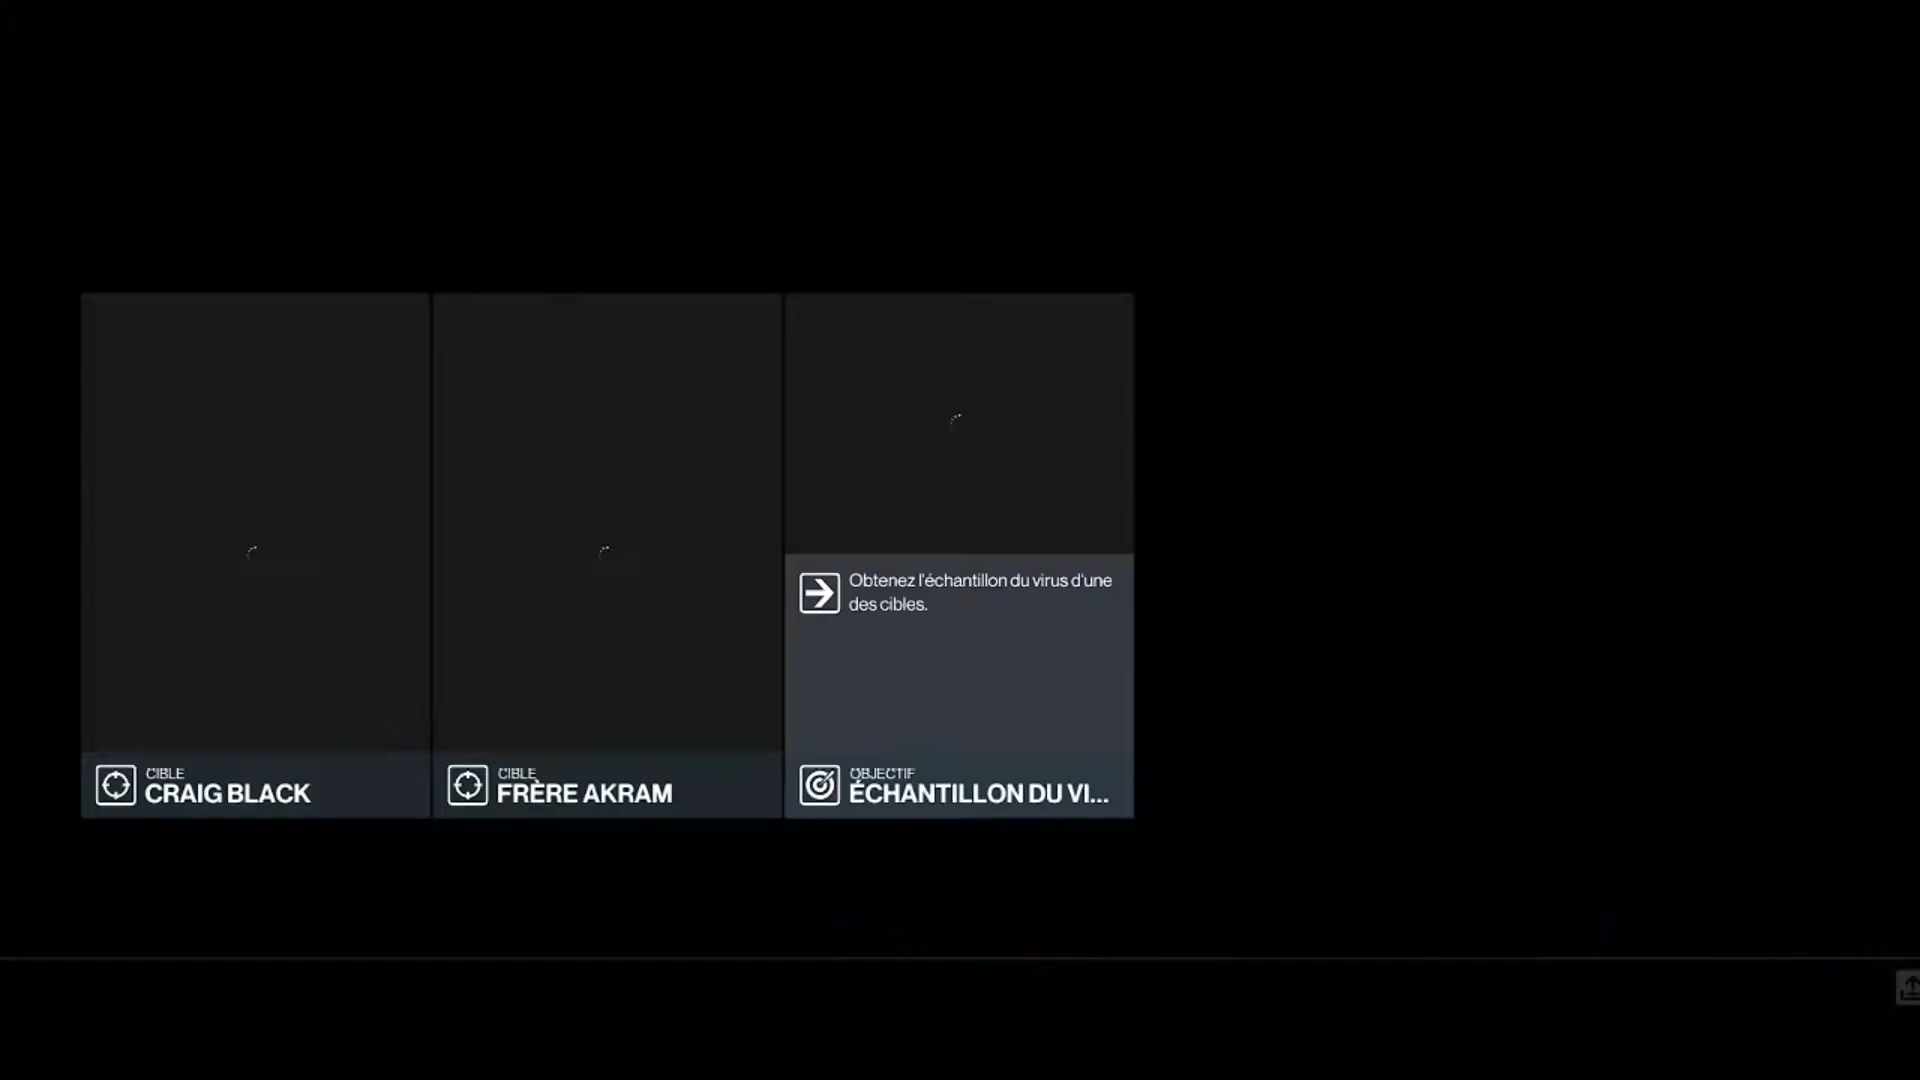 CIBLE
CRAIG BLACK
CIBLE
FRÈRE AKRAM
Obtenez l'échantillon du virus d'une
des cibles.
OBJECTIF
ÉCHANTILLON DU VI...